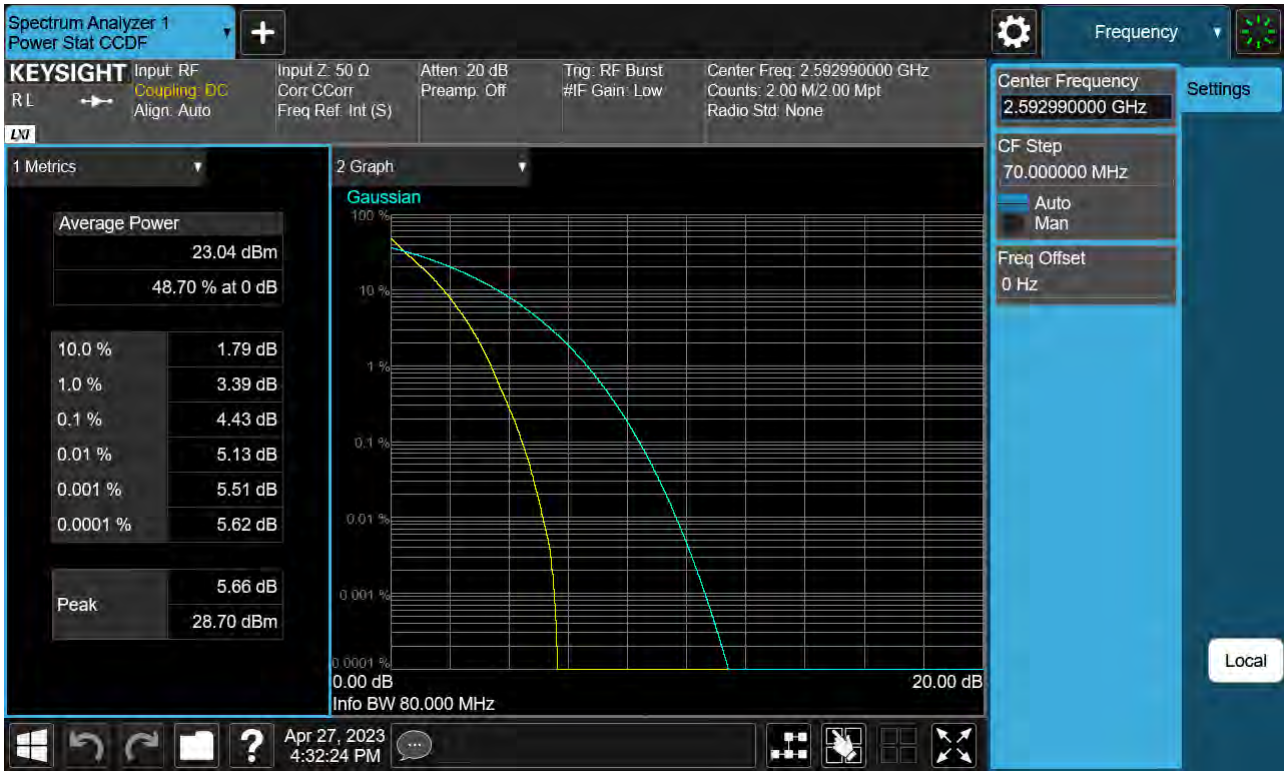 Spectrum Analyzer 1
Power Stat CCDF
+
Frequency
KEYSIGHT
RL
LXI
Input: RF
Coupling: DC
Align: Auto
Input Z: 50 Ω
Corr CCorr
Freq Ref: Int (S)
Atten: 20 dB
Preamp: Off
Trig: RF Burst
#IF Gain: Low
Center Freq: 2.592990000 GHz
Counts: 2.00 M/2.00 Mpt
Radio Std: None
Center Frequency
2.592990000 GHz
Settings
CF Step
70.000000 MHz
Auto
Man
Freq Offset
0 Hz
Local
1 Metrics
Average Power
23.04 dBm
48.70 % at 0 dB
10.0 % 1.79 dB
1.0 % 3.39 dB
0.1 % 4.43 dB
0.01 % 5.13 dB
0.001 % 5.51 dB
0.0001 % 5.62 dB
Peak 5.66 dB
28.70 dBm
2 Graph
Gaussian
100 %
10 %
1 %
0.1 %
0.01 %
0.001 %
0.0001 %
0.00 dB 20.00 dB
Info BW 80.000 MHz
?
Apr 27, 2023
4:32:24 PM